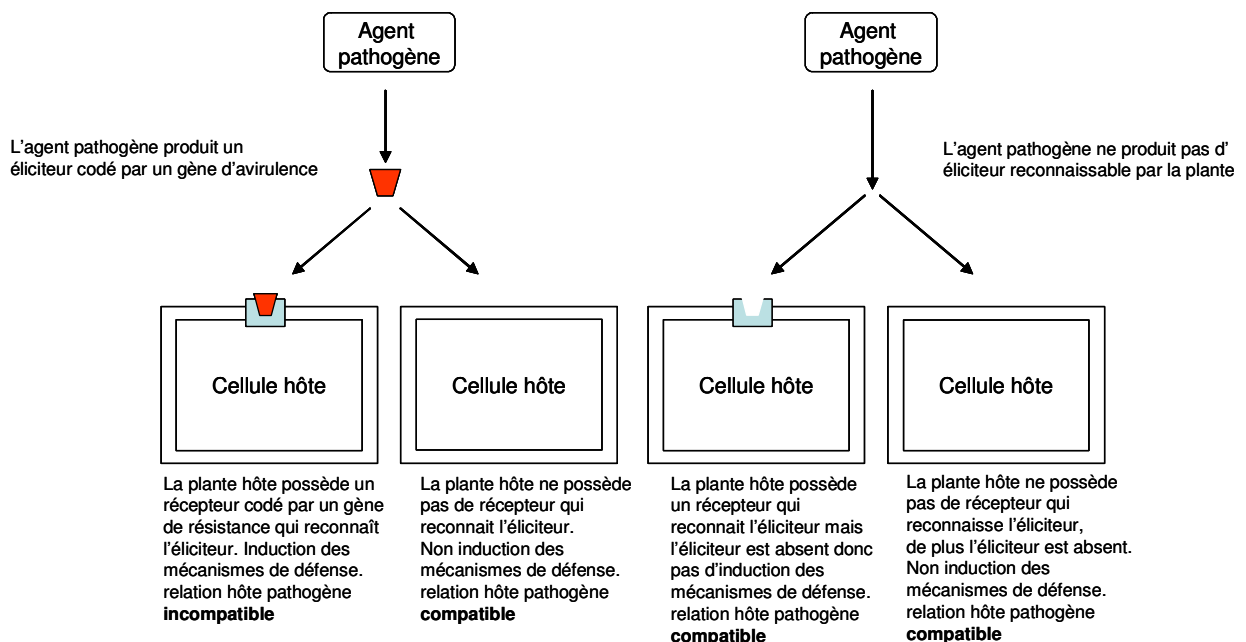 Agent
pathogène
Agent
pathogène
L'agent pathogène produit un
éliciteur codé par un gène d'avirulence
L'agent pathogène ne produit pas d'
éliciteur reconnaissable par la plante
Cellule hôte
Cellule hôte
Cellule hôte
Cellule hôte
La plante hôte possède un
récepteur codé par un gène
de résistance qui reconnaît
l'éliciteur. Induction des
mécanismes de défense.
relation hôte pathogène
incompatible
La plante hôte ne possède
pas de récepteur qui
reconnait l'éliciteur.
Non induction des
mécanismes de défense.
relation hôte pathogène
compatible
La plante hôte possède
un récepteur qui
reconnait l'éliciteur mais
l'éliciteur est absent donc
pas d'induction des
mécanismes de défense.
relation hôte pathogène
compatible
La plante hôte ne possède
pas de récepteur qui
reconnaisse l'éliciteur,
de plus l'éliciteur est absent.
Non induction des
mécanismes de défense.
relation hôte pathogène
compatible